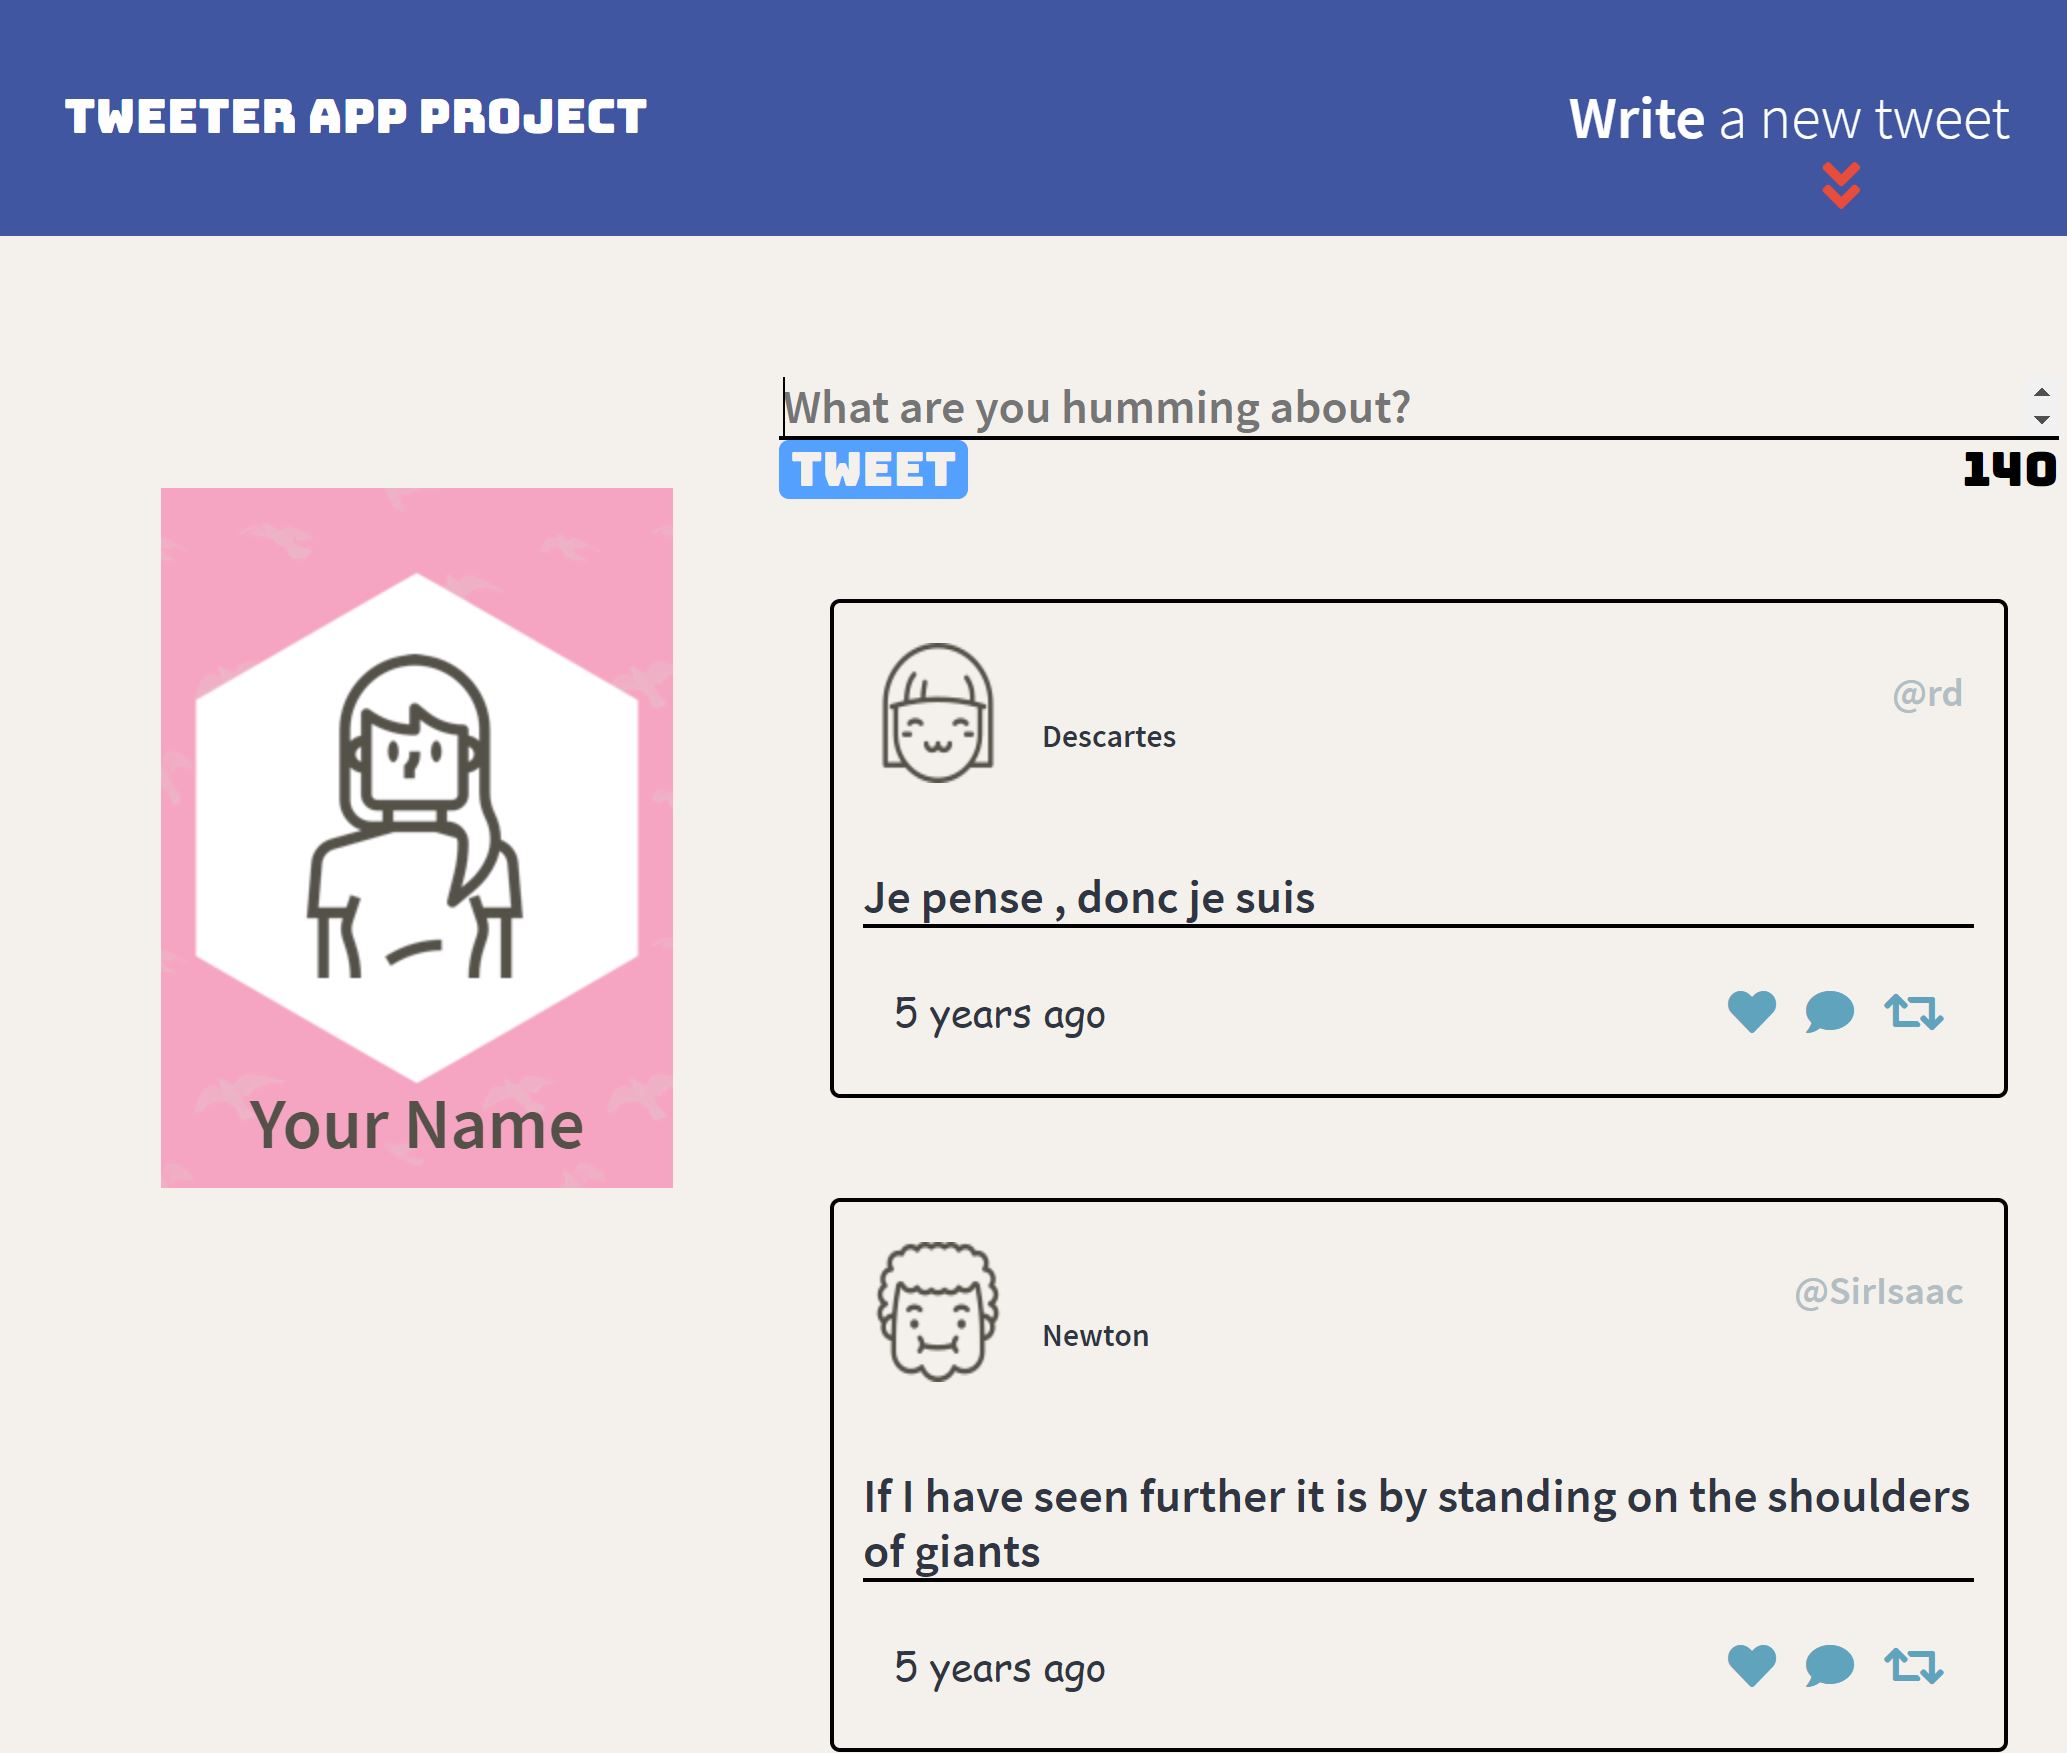 TWEETER APP PROJECT
Write a new tweet
What are you humming about?
TWEET
140
Your Name
Descartes
@rd
Je pense , donc je suis
5 years ago
Newton
@SirIsaac
If I have seen further it is by standing on the shoulders
of giants
5 years ago